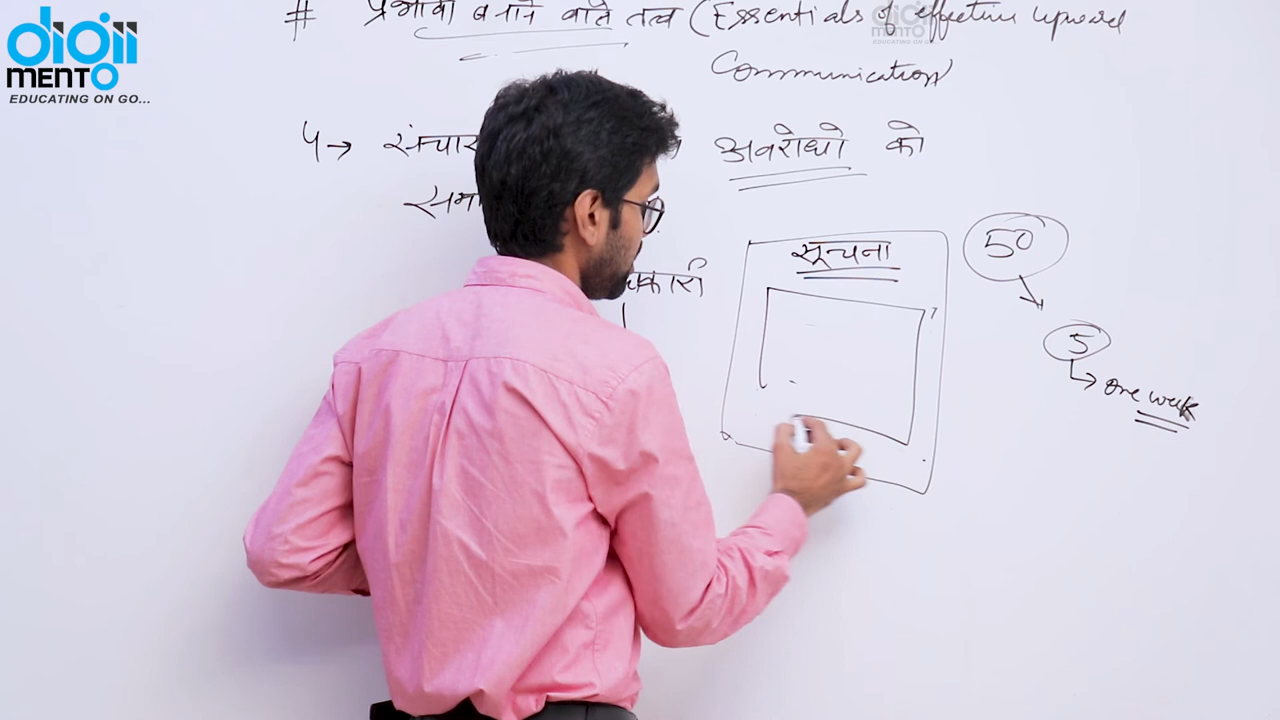 digii
MENTO
EDUCATING ON GO...
# प्रभावी बनाने वाले तत्व (Essentials of effective upward
Communication)
4→ संचार अवरोधो को
सूचना
50
5
one week